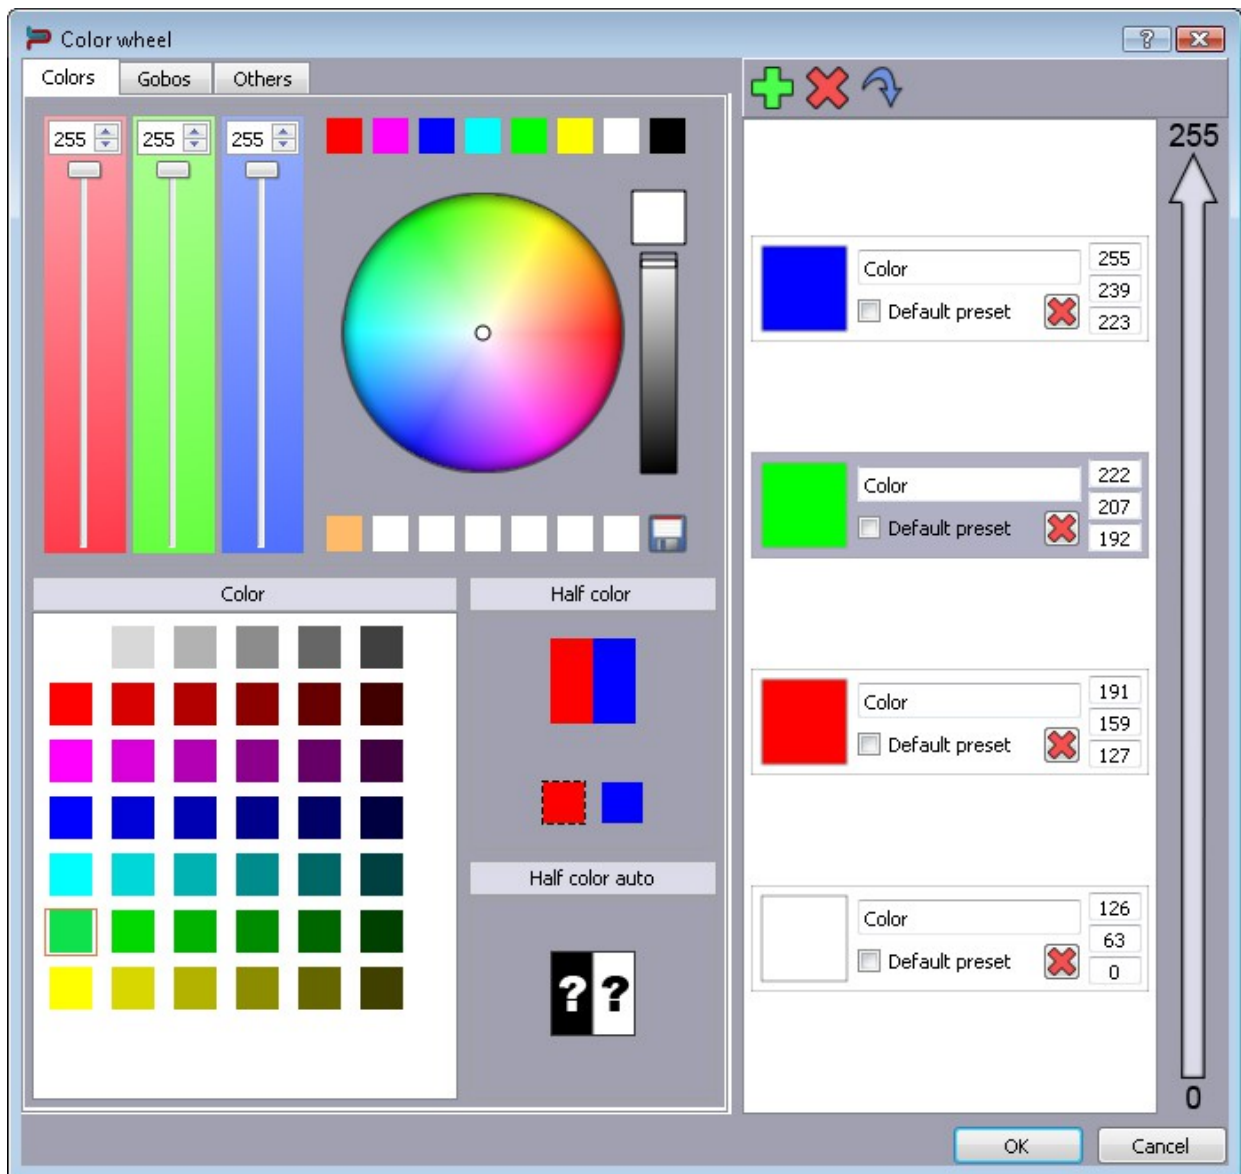 Color wheel
Colors Gobos Others
255 255 255
Color
Half color
Half color auto
? ?
255
Color
Default preset
255
239
223
Color
Default preset
222
207
192
Color
Default preset
191
159
127
Color
Default preset
126
63
0
0
OK Cancel